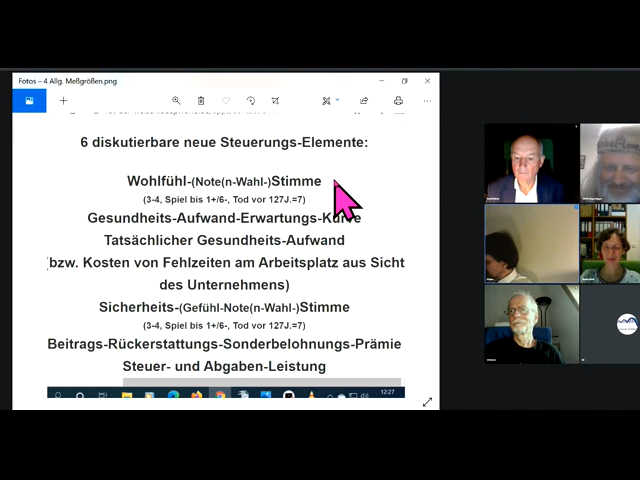 Fotos – 4 Allg. Meßgrößen.png
6 diskutierbare neue Steuerungs-Elemente:
Wohlfühl-(Note(n-Wahl-)Stimme
(3-4, Spiel bis 1+/6-, Tod vor 127J.=7)
Gesundheits-Aufwand-Erwartungs-Kurve
Tatsächlicher Gesundheits-Aufwand
(bzw. Kosten von Fehlzeiten am Arbeitsplatz aus Sicht
des Unternehmens)
Sicherheits-(Gefühl-Note(n-Wahl-)Stimme
(3-4, Spiel bis 1+/6-, Tod vor 127J.=7)
Beitrags-Rückerstattungs-Sonderbelohnungs-Prämie
Steuer- und Abgaben-Leistung
12:27